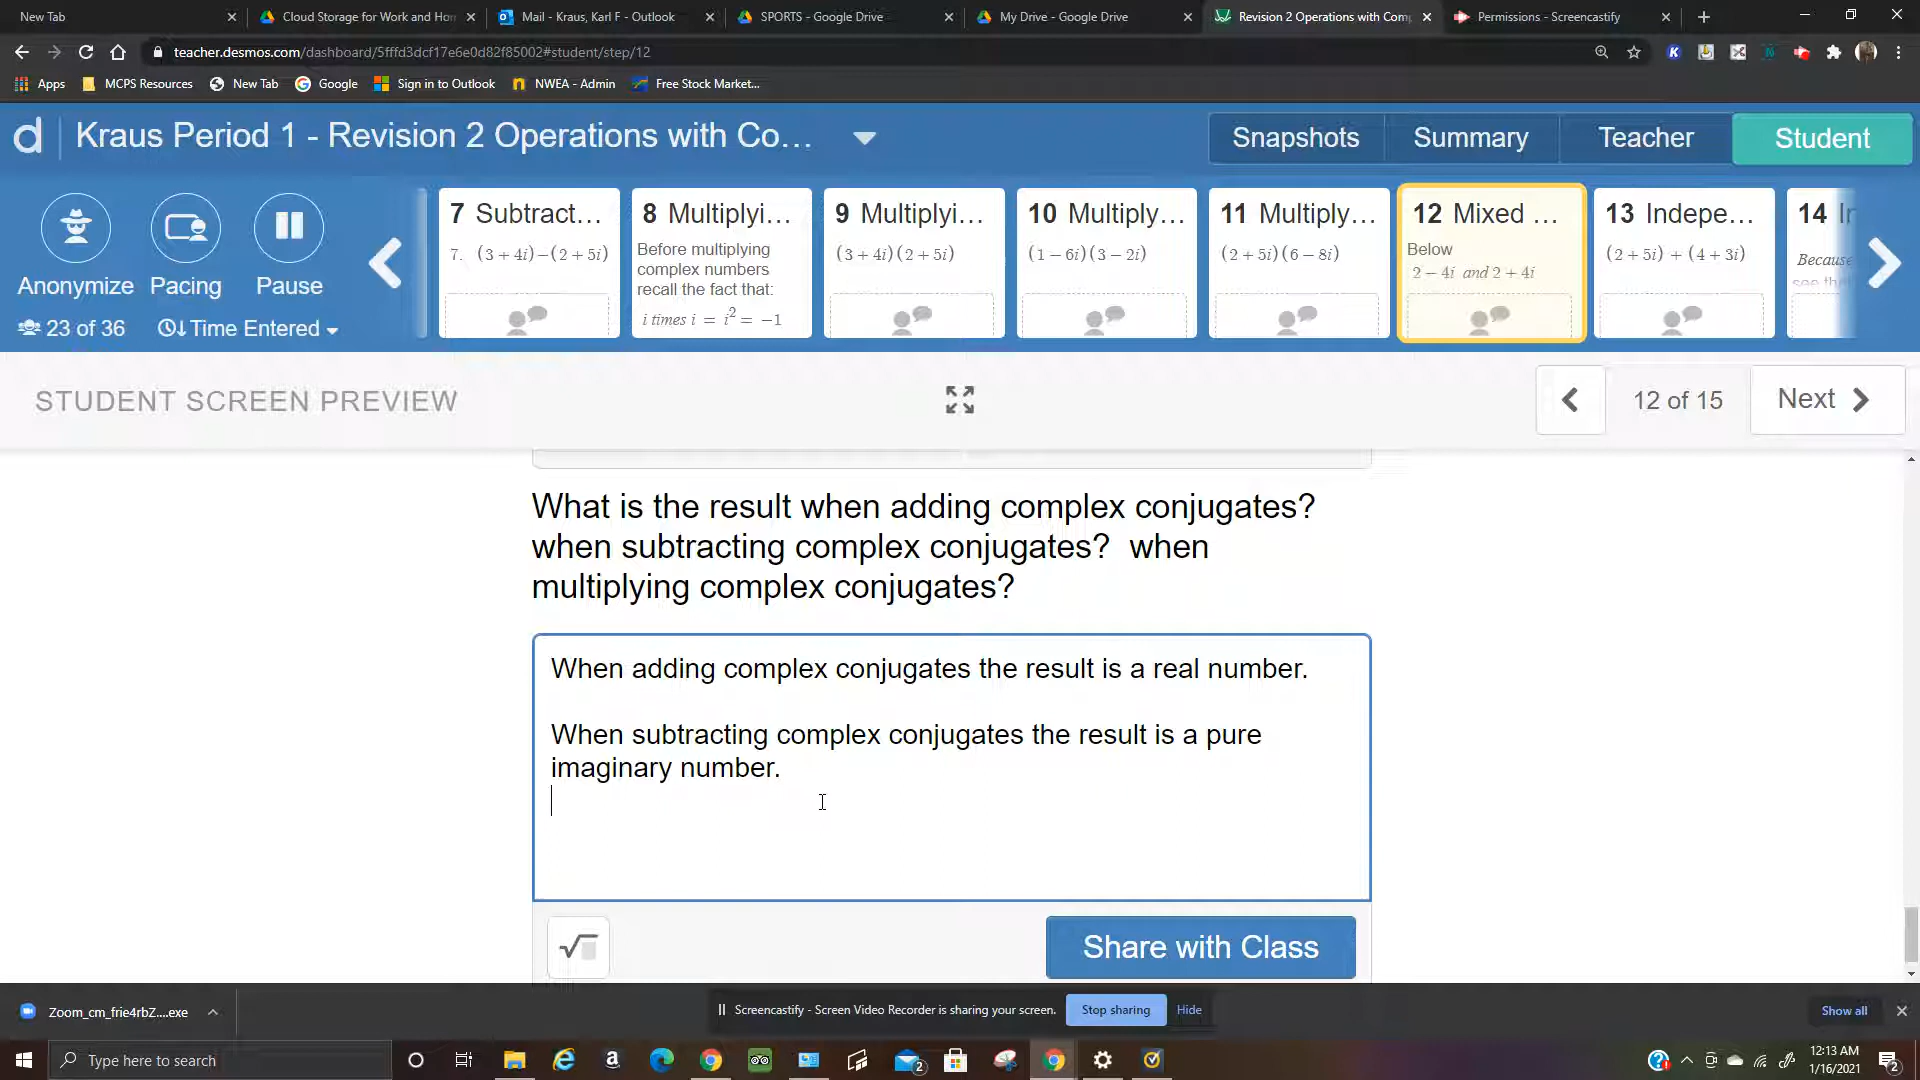 New Tab
Cloud Storage for Work and Hon
Mail - Kraus, Karl F - Outlook
SPORTS - Google Drive
My Drive - Google Drive
Revision 2 Operations with Comp
Permissions - Screencastify
teacher.desmos.com/dashboard/5fffd3dcf17e6e0d82f85002#student/step/12
Apps
MCPS Resources
New Tab
Google
Sign in to Outlook
NWEA - Admin
Free Stock Market...
d
Kraus Period 1 - Revision 2 Operations with Co...
Snapshots
Summary
Teacher
Student
Anonymize
Pacing
Pause
23 of 36
Time Entered
7 Subtract...
7. (3 + 4i) − (2 + 5i)
8 Multiplyi...
Before multiplying
complex numbers
recall the fact that:
i times i = i² = −1
9 Multiplyi...
(3 + 4i)(2 + 5i)
10 Multiply...
(1 − 6i)(3 − 2i)
11 Multiply...
(2 + 5i)(6 − 8i)
12 Mixed ...
Below
2 − 4i and 2 + 4i
13 Indepe...
(2 + 5i) + (4 + 3i)
14
Because
see
STUDENT SCREEN PREVIEW
12 of 15
Next
What is the result when adding complex conjugates?
when subtracting complex conjugates? when
multiplying complex conjugates?
When adding complex conjugates the result is a real number.
When subtracting complex conjugates the result is a pure
imaginary number.
√
Share with Class
Zoom_cm_frie4rbZ....exe
Screencastify - Screen Video Recorder is sharing your screen.
Stop sharing
Hide
Show all
Type here to search
2
12:13 AM
1/16/2021
2